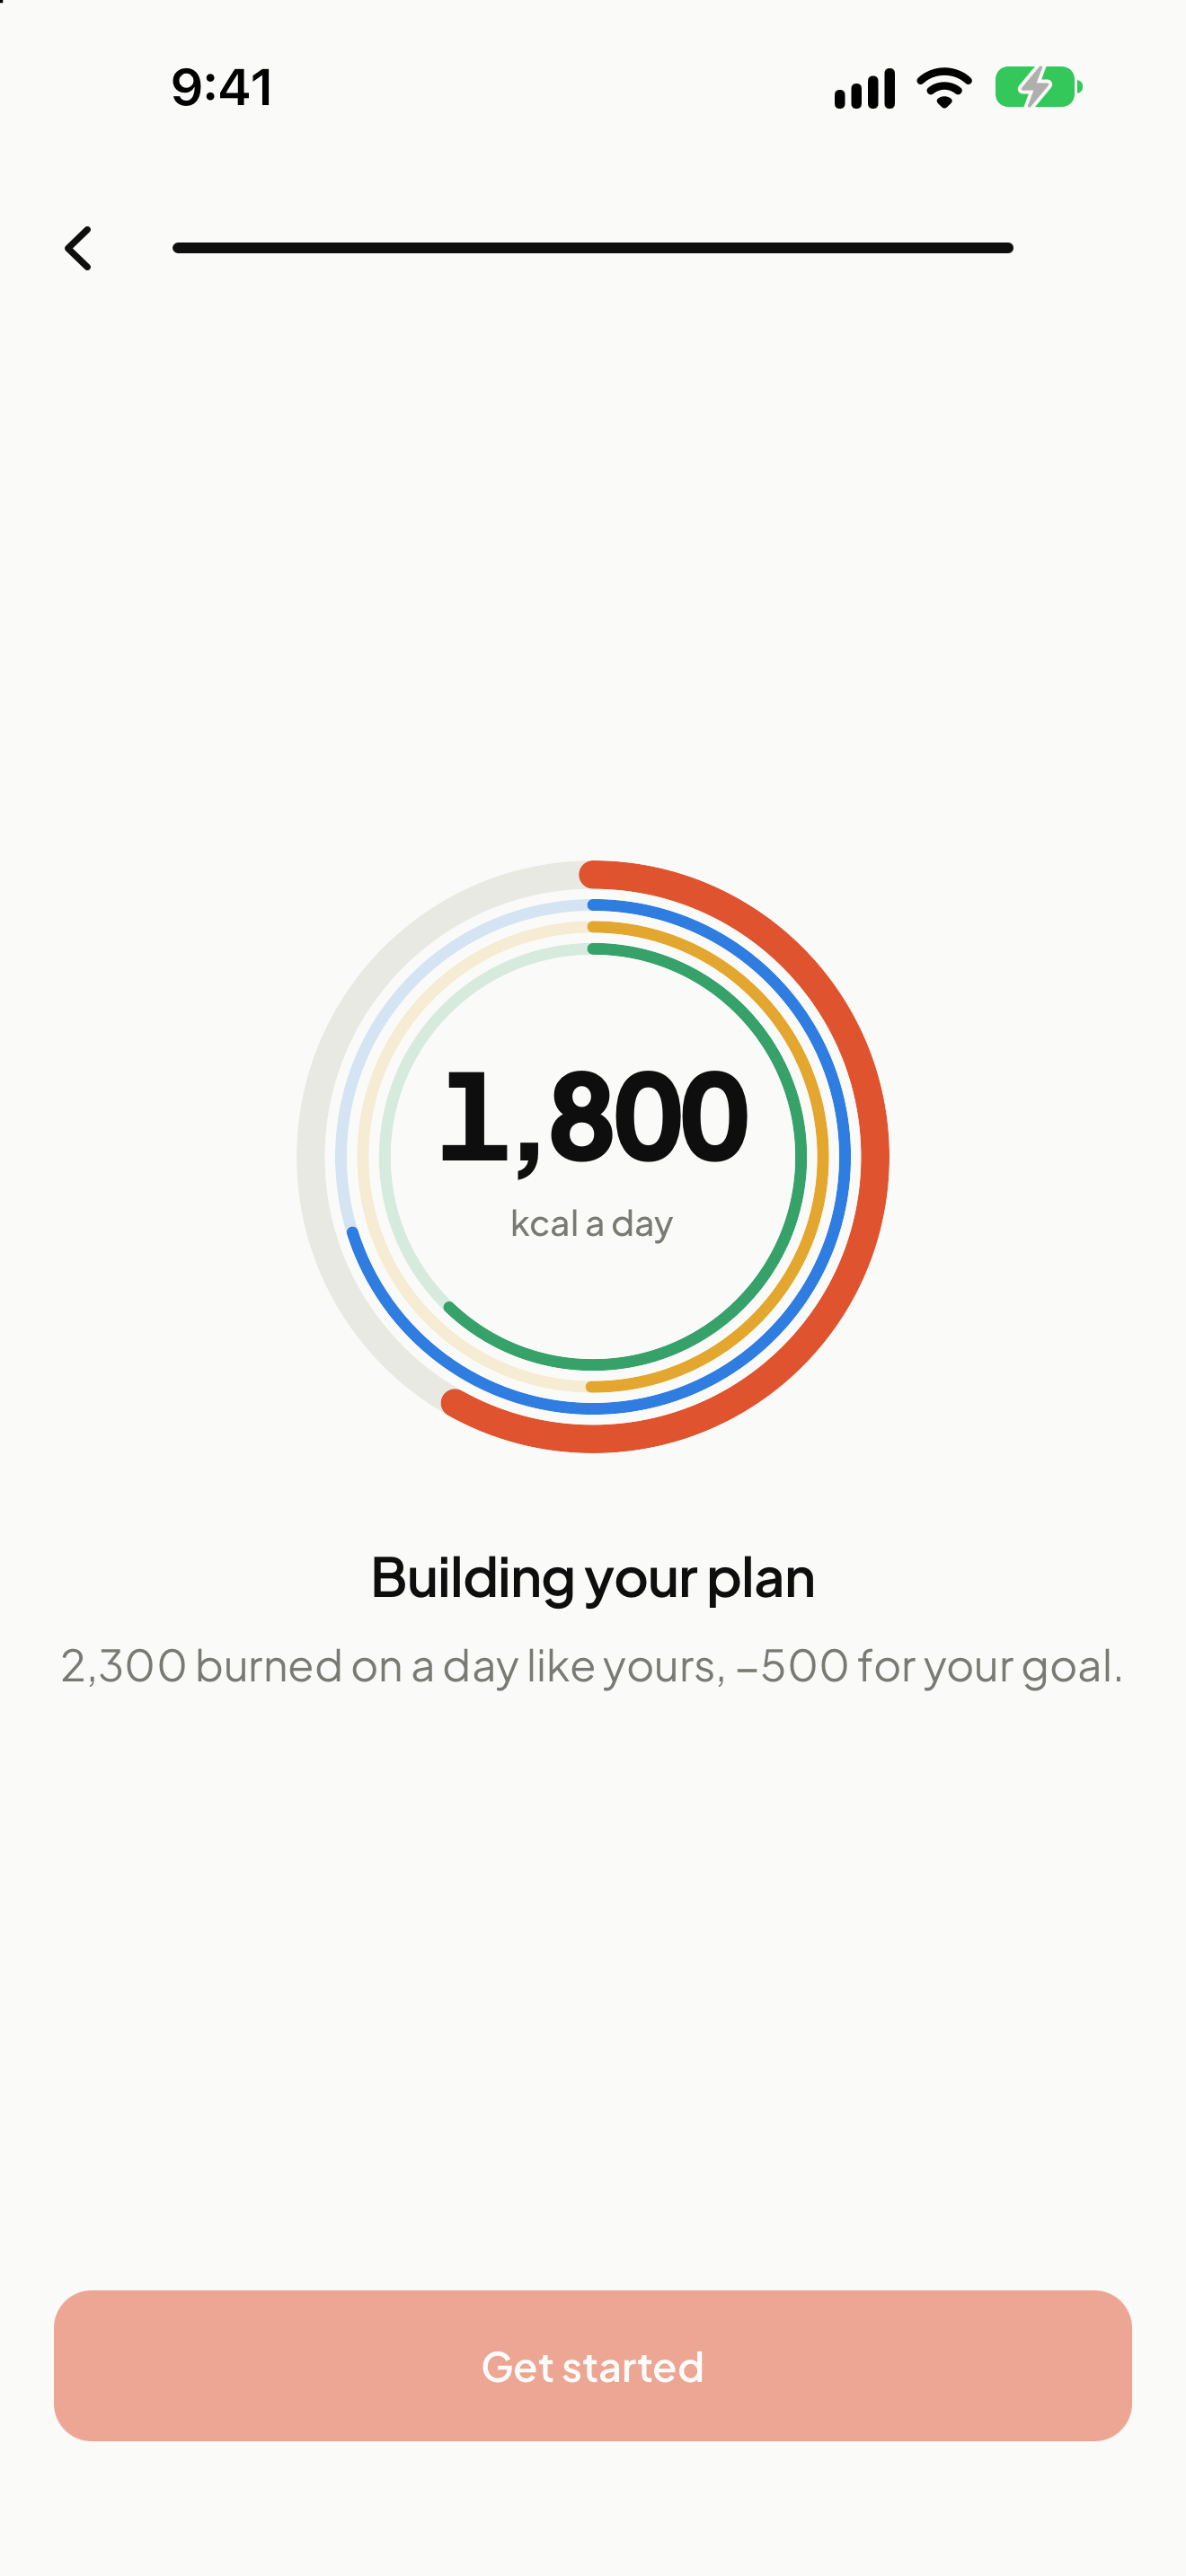 9:41
1,800
kcal a day
Building your plan
2,300 burned on a day like yours, −500 for your goal.
Get started